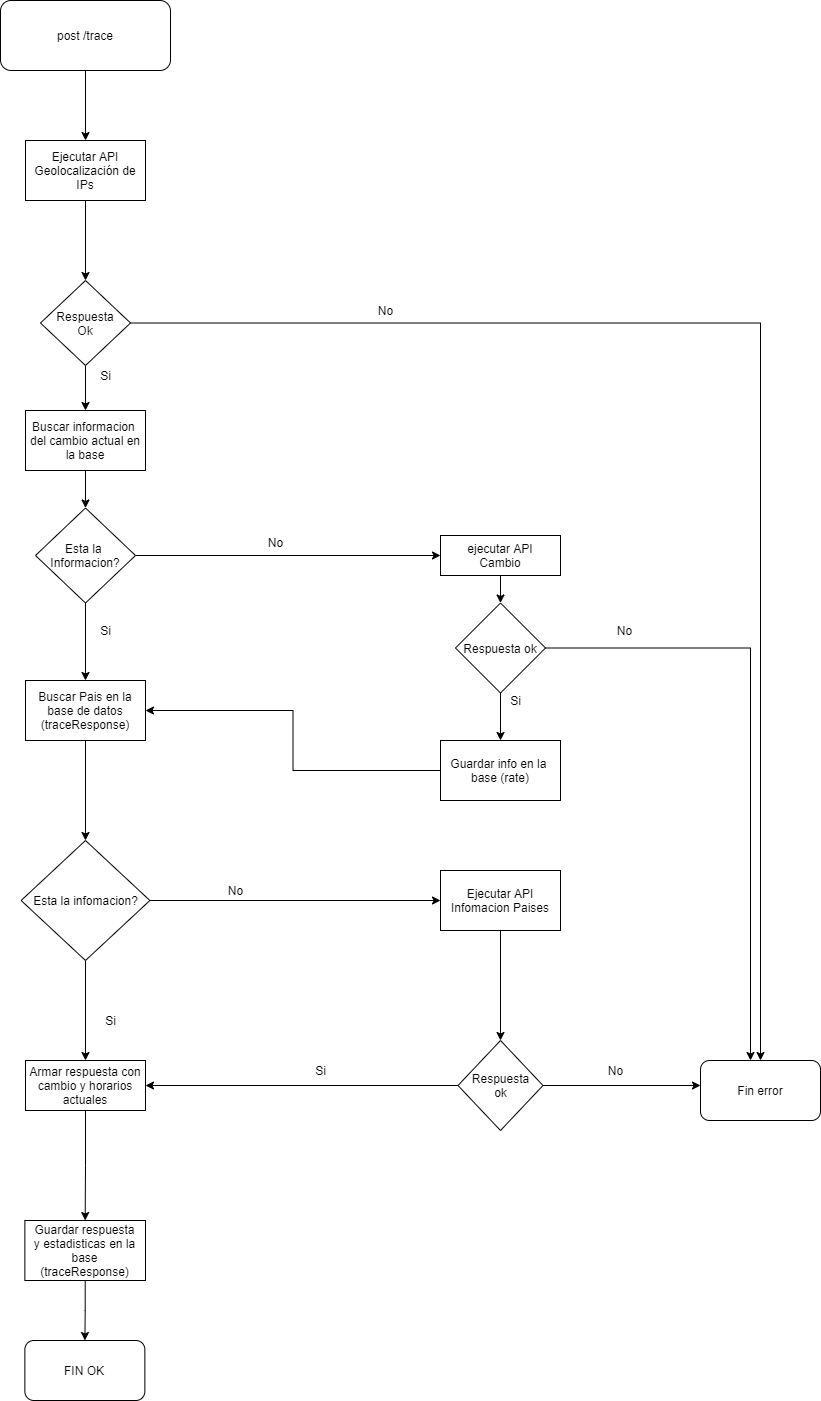 post /trace
Ejecutar API
Geolocalización de
IPs
Respuesta
Ok
No
Si
Buscar informacion
del cambio actual en
la base
Esta la
Informacion?
No
ejecutar API
Cambio
Si
Respuesta ok
No
Si
Buscar Pais en la
base de datos
(traceResponse)
Guardar info en la
base (rate)
Esta la infomacion?
No
Ejecutar API
Infomacion Paises
Si
Armar respuesta con
cambio y horarios
actuales
Si
Respuesta
ok
No
Fin error
Guardar respuesta
y estadisticas en la
base
(traceResponse)
FIN OK